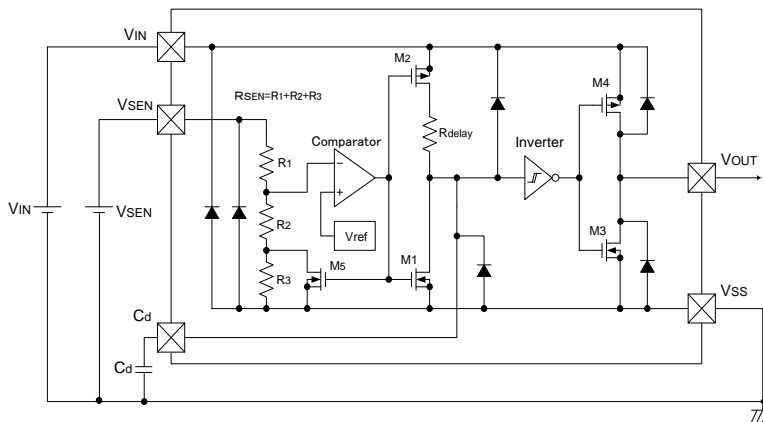 VIN
M2
M4
RSEN=R1+R2+R3
VSEN
Comparator
Rdelay
Inverter
R1
VOUT
VIN
VSEN
R2
Vref
M3
M5
M1
R3
VSS
Cd
Cd